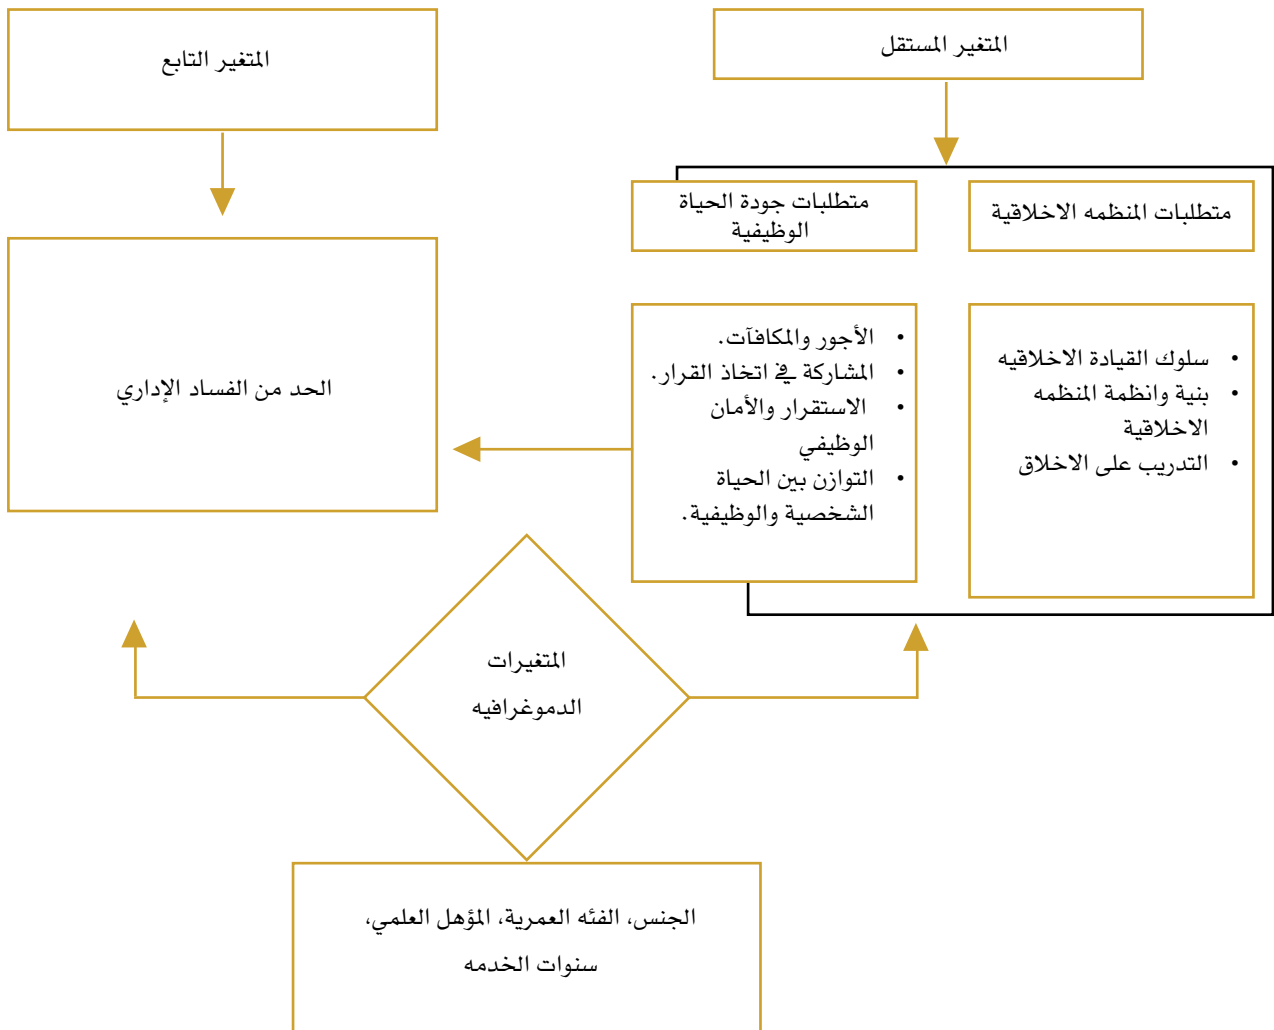 المتغير المستقل
المتغير التابع
متطلبات المنظمه الاخلاقية
متطلبات جودة الحياة
الوظيفية
• سلوك القيادة الاخلاقيه
• بنية وانظمة المنظمه
الاخلاقية
• التدريب على الاخلاق
• الأجور والمكافآت.
• المشاركة في اتخاذ القرار.
• الاستقرار والأمان
الوظيفي
• التوازن بين الحياة
الشخصية والوظيفية.
الحد من الفساد الإداري
المتغيرات
الدموغرافيه
الجنس، الفئه العمرية، المؤهل العلمي،
سنوات الخدمه